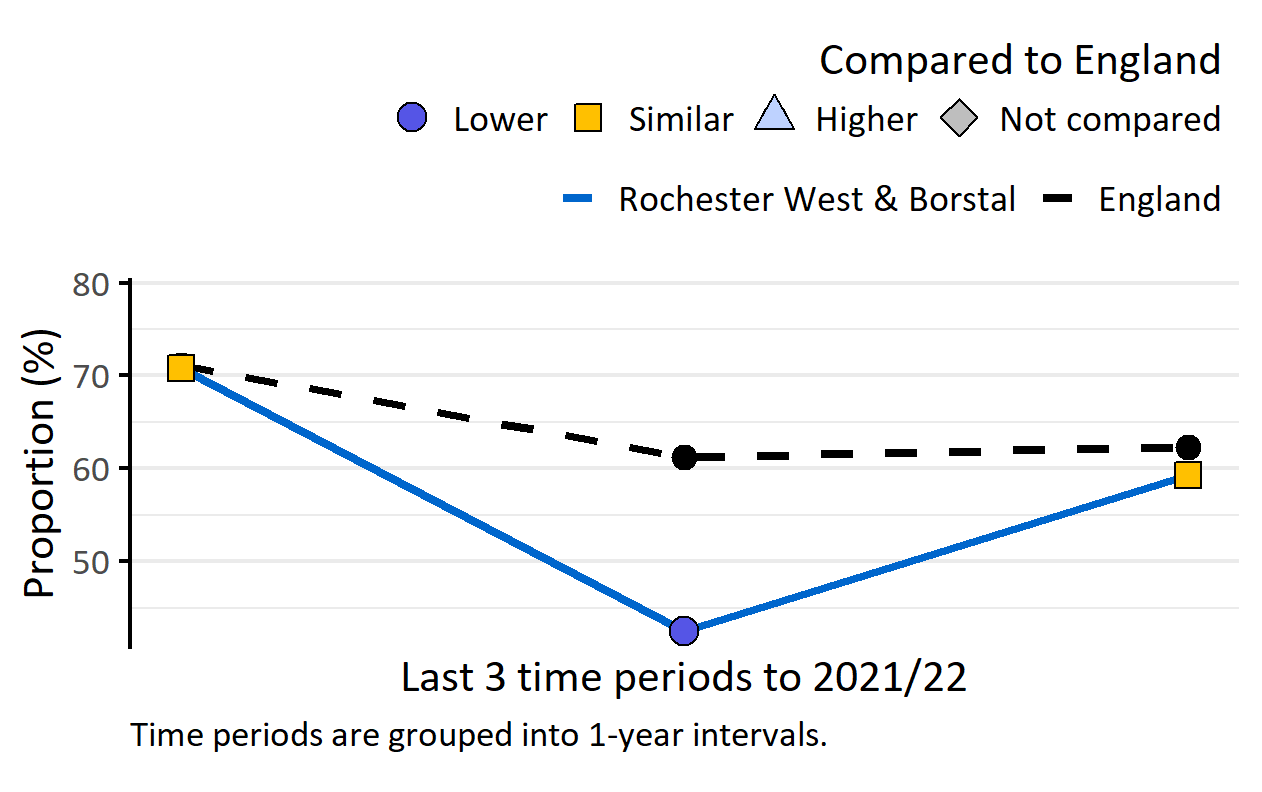 Compared to England
Lower Similar Higher Not compared
Rochester West & Borstal England
80
70
60
50
Proportion (%)
Last 3 time periods to 2021/22
Time periods are grouped into 1-year intervals.